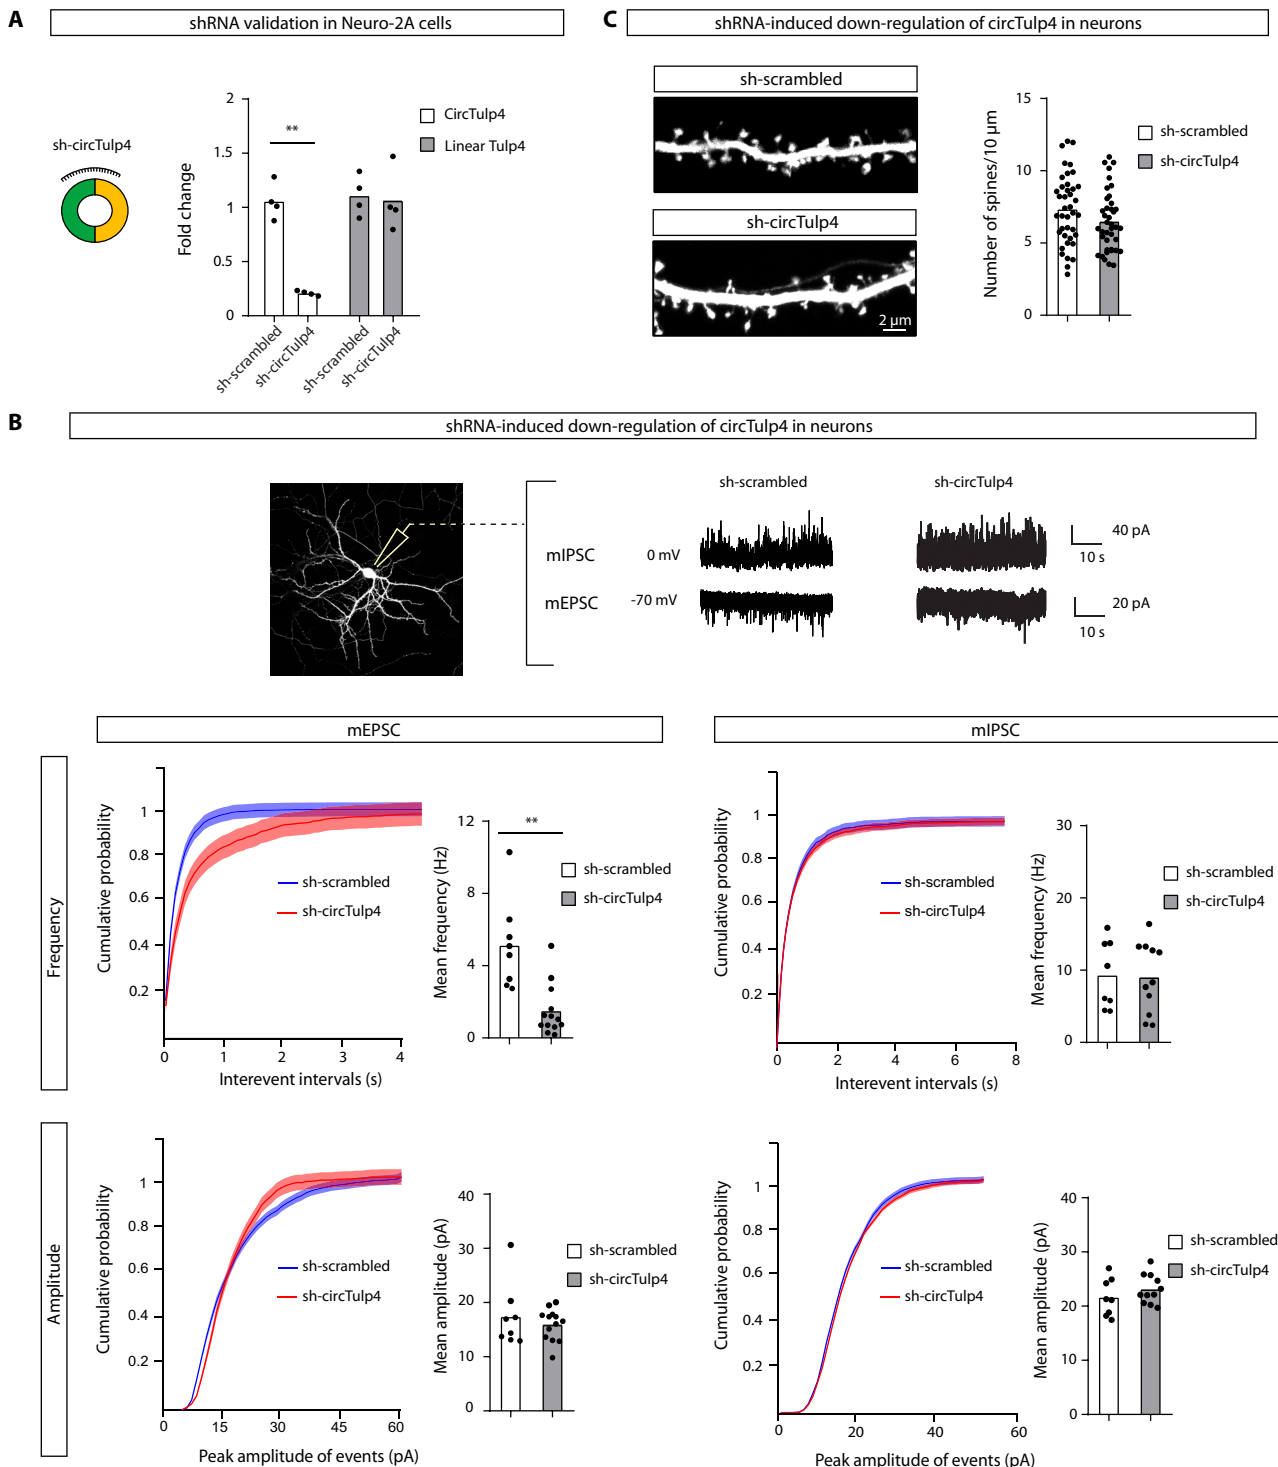 A
shRNA validation in Neuro-2A cells
sh-circTulp4
Fold change
2
1.5
1
0.5
0
**
CircTulp4
Linear Tulp4
sh-scrambled
sh-circTulp4
sh-scrambled
sh-circTulp4
C
shRNA-induced down-regulation of circTulp4 in neurons
sh-scrambled
sh-circTulp4
2 µm
Number of spines/10 µm
15
10
5
0
sh-scrambled
sh-circTulp4
B
shRNA-induced down-regulation of circTulp4 in neurons
sh-scrambled
sh-circTulp4
mIPSC
0 mV
40 pA
10 s
mEPSC
-70 mV
20 pA
10 s
mEPSC
mIPSC
Frequency
Cumulative probability
1
0.8
0.6
0.4
0.2
0
1
2
3
4
Interevent intervals (s)
sh-scrambled
sh-circTulp4
Mean frequency (Hz)
12
8
4
0
**
sh-scrambled
sh-circTulp4
Cumulative probability
1
0.8
0.6
0.4
0.2
0
2
4
6
8
Interevent intervals (s)
sh-scrambled
sh-circTulp4
Mean frequency (Hz)
30
20
10
0
sh-scrambled
sh-circTulp4
Amplitude
Cumulative probability
1
0.8
0.6
0.4
0.2
0
15
30
45
60
Peak amplitude of events (pA)
sh-scrambled
sh-circTulp4
Mean amplitude (pA)
40
30
20
10
0
sh-scrambled
sh-circTulp4
Cumulative probability
1
0.8
0.6
0.4
0.2
0
20
40
60
Peak amplitude of events (pA)
sh-scrambled
sh-circTulp4
Mean amplitude (pA)
40
30
20
10
0
sh-scrambled
sh-circTulp4